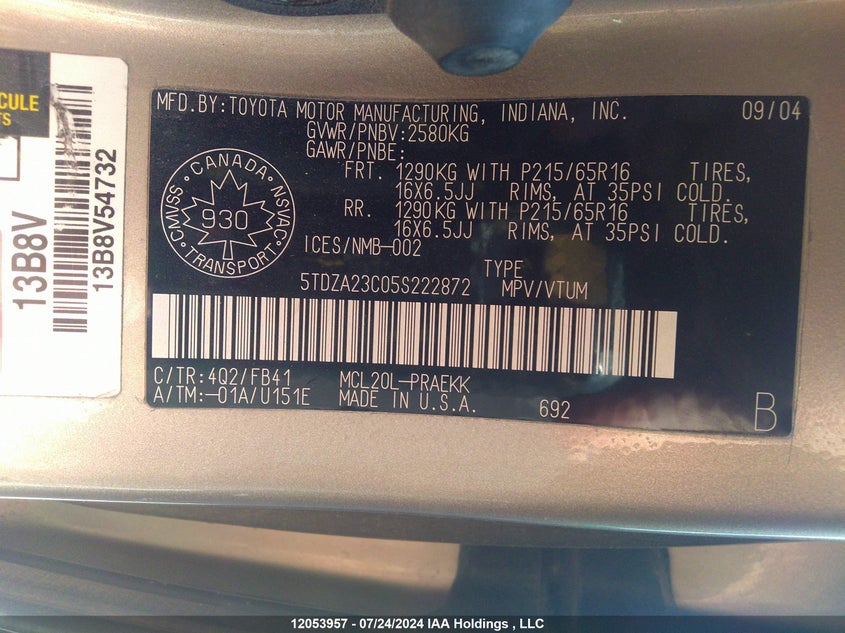 CULE
TS
13B8V
13B8V54732
MFD.BY:TOYOTA MOTOR MANUFACTURING, INDIANA, INC. 09/04
GVWR/PNBV:2580KG
GAWR/PNBE:
FRT. 1290KG WITH P215/65R16 TIRES,
16X6.5JJ RIMS, AT 35PSI COLD.
RR. 1290KG WITH P215/65R16 TIRES,
16X6.5JJ RIMS, AT 35PSI COLD.
ICES/NMB-002
CANADA
CMVSS NSVAC
930
TRANSPORT
TYPE
5TDZA23C05S222872 MPV/VTUM
C/TR:4Q2/FB41 MCL20L-PRAEKK
A/TM:-01A/U151E MADE IN U.S.A. 692 B
12053957 - 07/24/2024 IAA Holdings , LLC